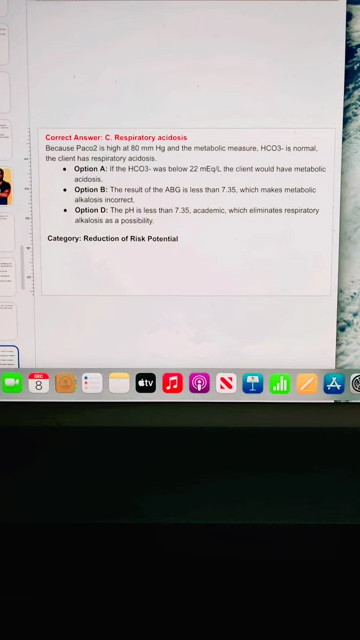 Correct Answer: C. Respiratory acidosis
Because Paco2 is high at 80 mm Hg and the metabolic measure, HCO3- is normal,
the client has respiratory acidosis.
• Option A: If the HCO3- was below 22 mEq/L the client would have metabolic
acidosis.
• Option B: The result of the ABG is less than 7.35, which makes metabolic
alkalosis incorrect.
• Option D: The pH is less than 7.35, academic, which eliminates respiratory
alkalosis as a possibility.
Category: Reduction of Risk Potential
DEC
8
tv